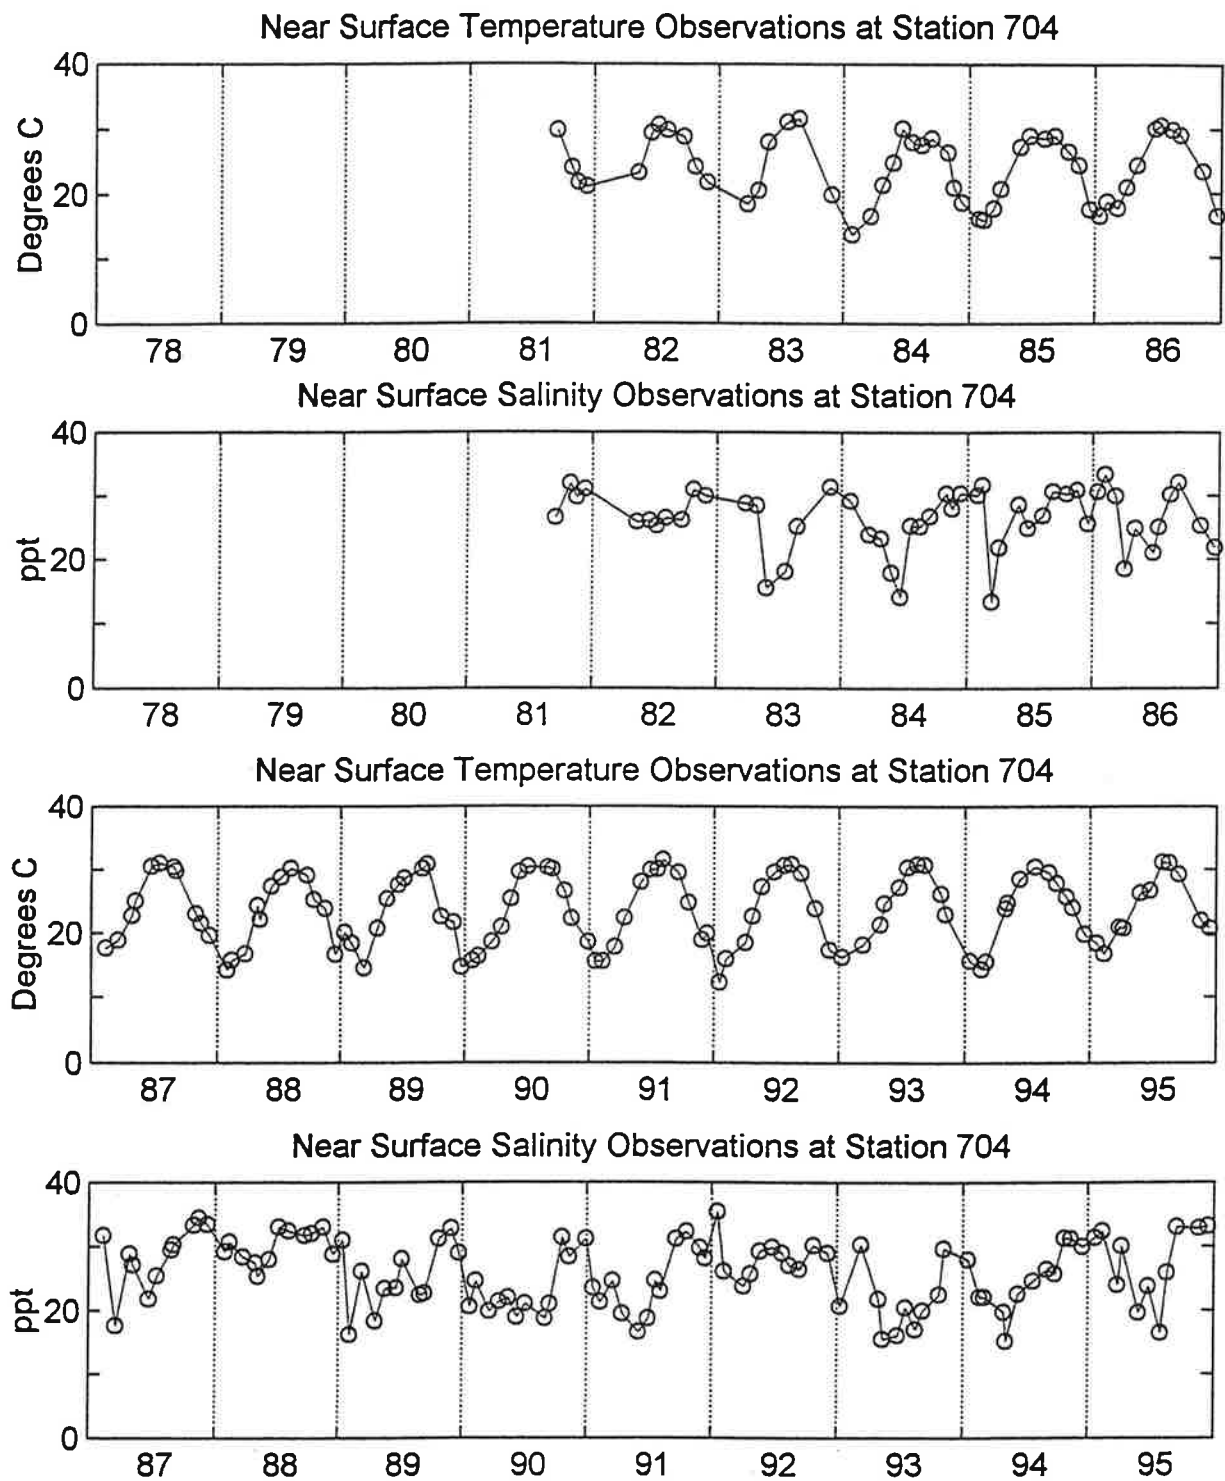 Near Surface Temperature Observations at Station 704
40
20
0
Degrees C
78 79 80 81 82 83 84 85 86
Near Surface Salinity Observations at Station 704
40
20
0
ppt
78 79 80 81 82 83 84 85 86
Near Surface Temperature Observations at Station 704
40
20
0
Degrees C
87 88 89 90 91 92 93 94 95
Near Surface Salinity Observations at Station 704
40
20
0
ppt
87 88 89 90 91 92 93 94 95